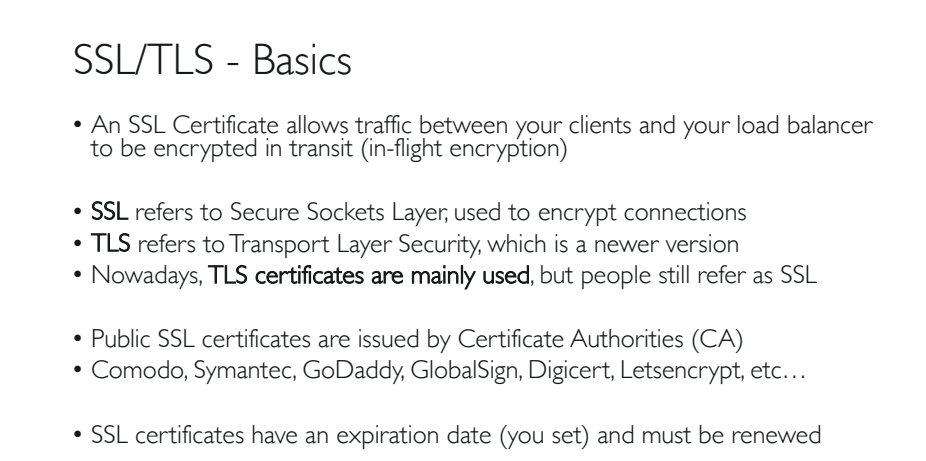 SSL/TLS - Basics
• An SSL Certificate allows traffic between your clients and your load balancer
to be encrypted in transit (in-flight encryption)
• SSL refers to Secure Sockets Layer, used to encrypt connections
• TLS refers to Transport Layer Security, which is a newer version
• Nowadays, TLS certificates are mainly used, but people still refer as SSL
• Public SSL certificates are issued by Certificate Authorities (CA)
• Comodo, Symantec, GoDaddy, GlobalSign, Digicert, Letsencrypt, etc…
• SSL certificates have an expiration date (you set) and must be renewed